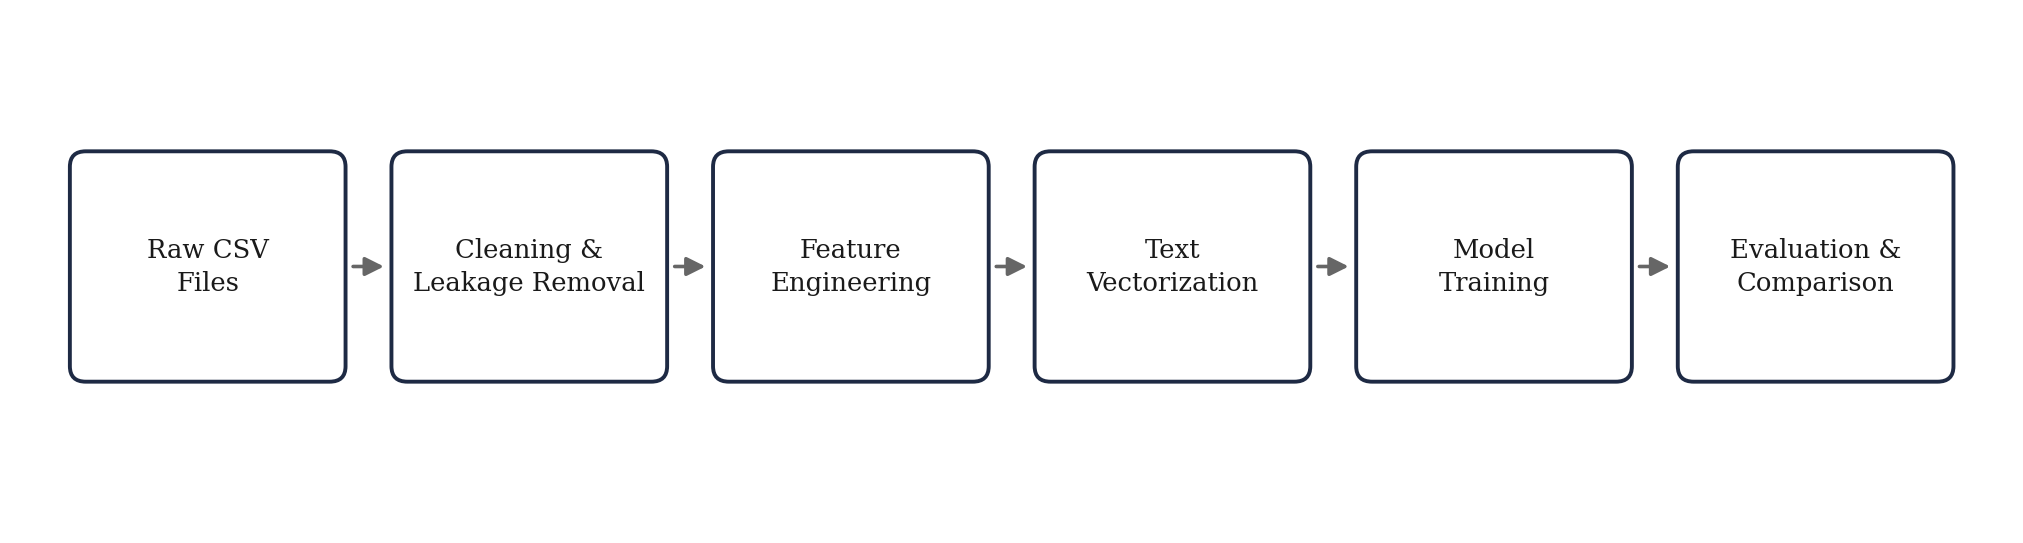 Raw CSV
Files
Cleaning &
Leakage Removal
Feature
Engineering
Text
Vectorization
Model
Training
Evaluation &
Comparison